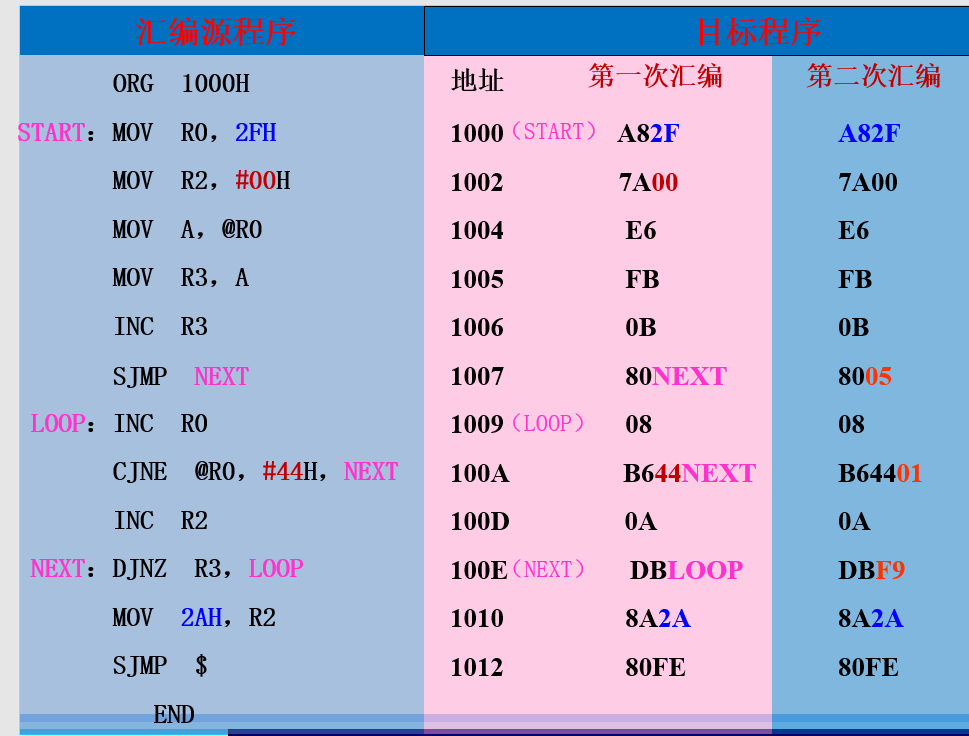 汇编源程序 目标程序
ORG 1000H 地址 第一次汇编 第二次汇编
START：MOV R0，2FH 1000（START） A82F A82F
MOV R2，#00H 1002 7A00 7A00
MOV A，@R0 1004 E6 E6
MOV R3，A 1005 FB FB
INC R3 1006 0B 0B
SJMP NEXT 1007 80NEXT 8005
LOOP：INC R0 1009（LOOP） 08 08
CJNE @R0，#44H，NEXT 100A B644NEXT B64401
INC R2 100D 0A 0A
NEXT：DJNZ R3，LOOP 100E（NEXT） DBLOOP DBF9
MOV 2AH，R2 1010 8A2A 8A2A
SJMP $ 1012 80FE 80FE
END